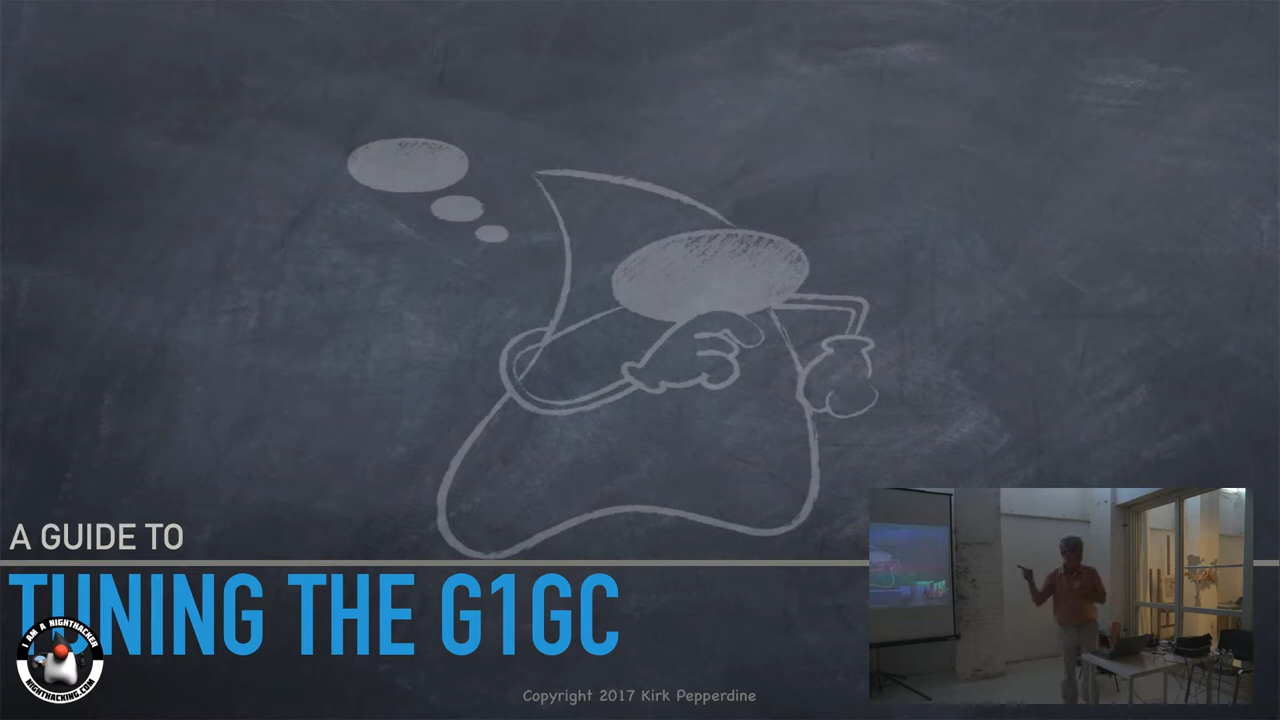 A GUIDE TO
TUNING THE G1GC
I AM A NIGHTHACKER
NIGHTHACKING.COM
Copyright 2017 Kirk Pepperdine